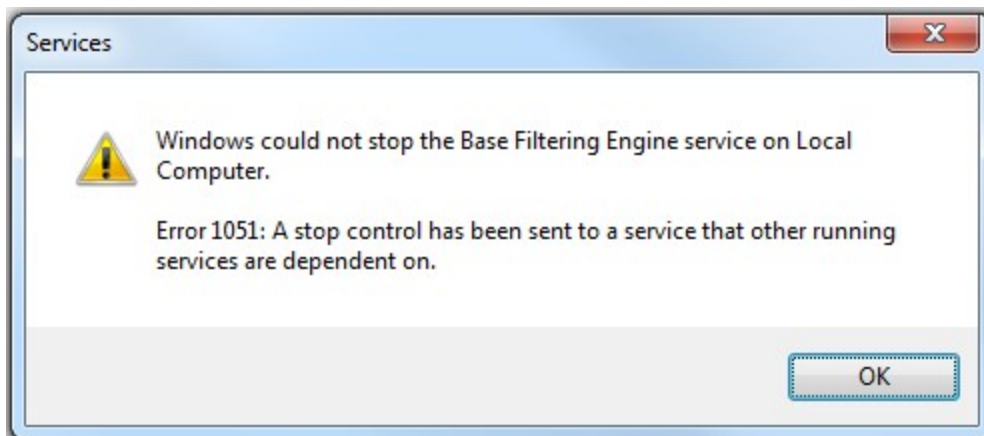 Services
Windows could not stop the Base Filtering Engine service on Local
Computer.
Error 1051: A stop control has been sent to a service that other running
services are dependent on.
OK